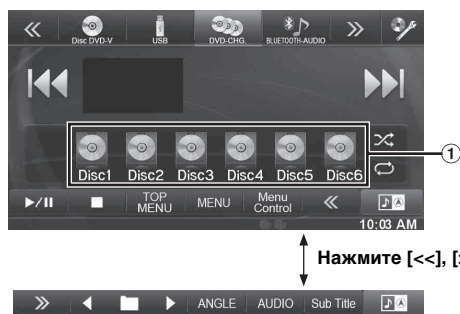 Disc DVD-V USB DVD-CHG. BLUETOOTH-AUDIO
1
Disc1 Disc2 Disc3 Disc4 Disc5 Disc6
TOP MENU MENU Menu Control
10:03 AM
Нажмите [<<], [
ANGLE AUDIO Sub Title